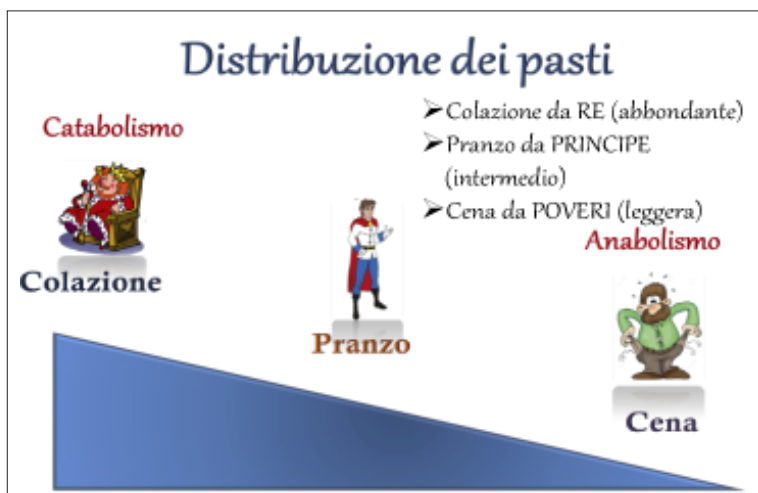 Distribuzione dei pasti
Catabolismo
➤Colazione da RE (abbondante)
➤Pranzo da PRINCIPE
(intermedio)
➤Cena da POVERI (leggera)
Anabolismo
Colazione
Pranzo
Cena